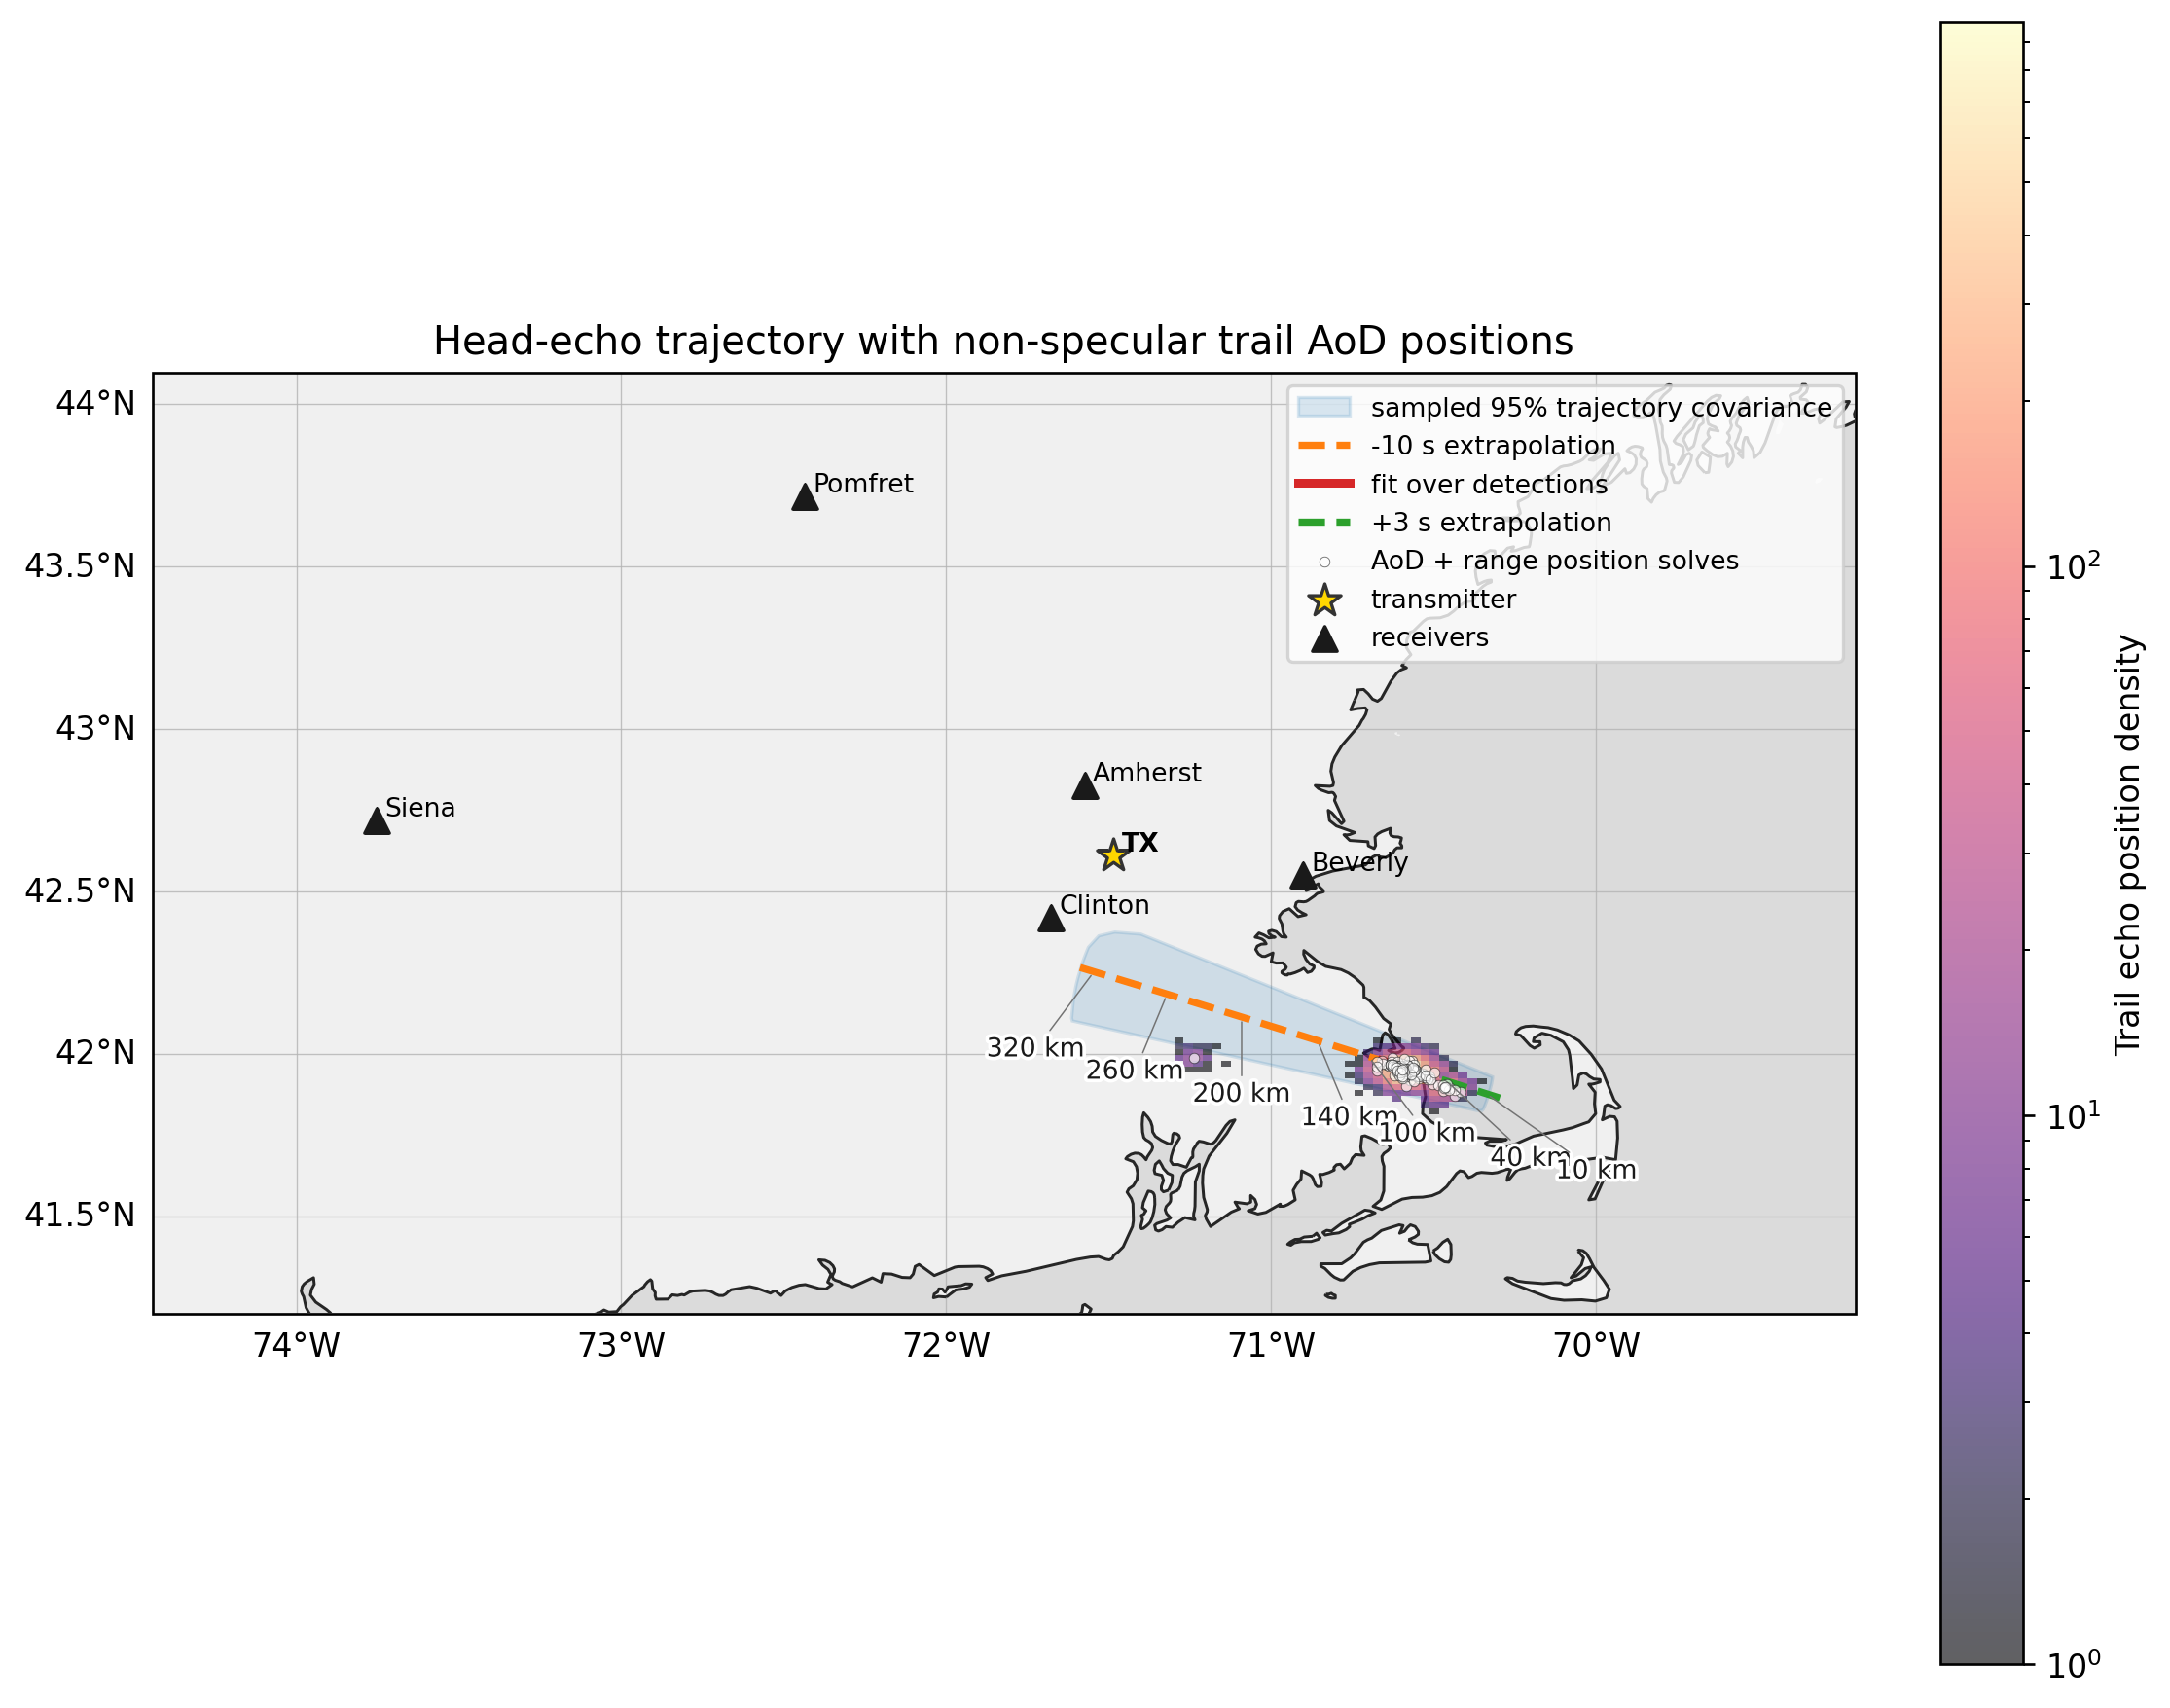 Head-echo trajectory with non-specular trail AoD positions
sampled 95% trajectory covariance
-10 s extrapolation
fit over detections
+3 s extrapolation
AoD + range position solves
transmitter
receivers
44°N
43.5°N
43°N
42.5°N
42°N
41.5°N
74°W
73°W
72°W
71°W
70°W
Pomfret
Amherst
Siena
TX
Beverly
Clinton
320 km
260 km
200 km
140 km
100 km
40 km
10 km
10²
10¹
10⁰
Trail echo position density